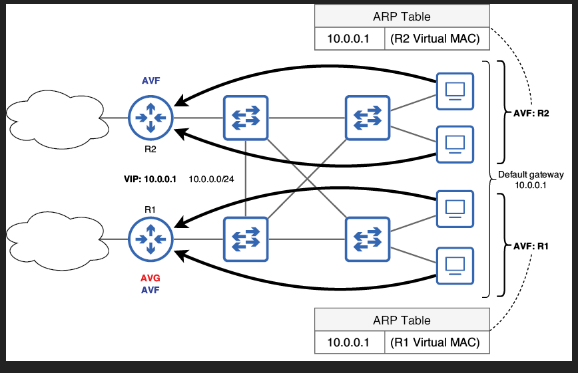 ARP Table
10.0.0.1 (R2 Virtual MAC)
AVF
R2
AVF: R2
VIP: 10.0.0.1 10.0.0.0/24
Default gateway
10.0.0.1
R1
AVG
AVF
AVF: R1
ARP Table
10.0.0.1 (R1 Virtual MAC)